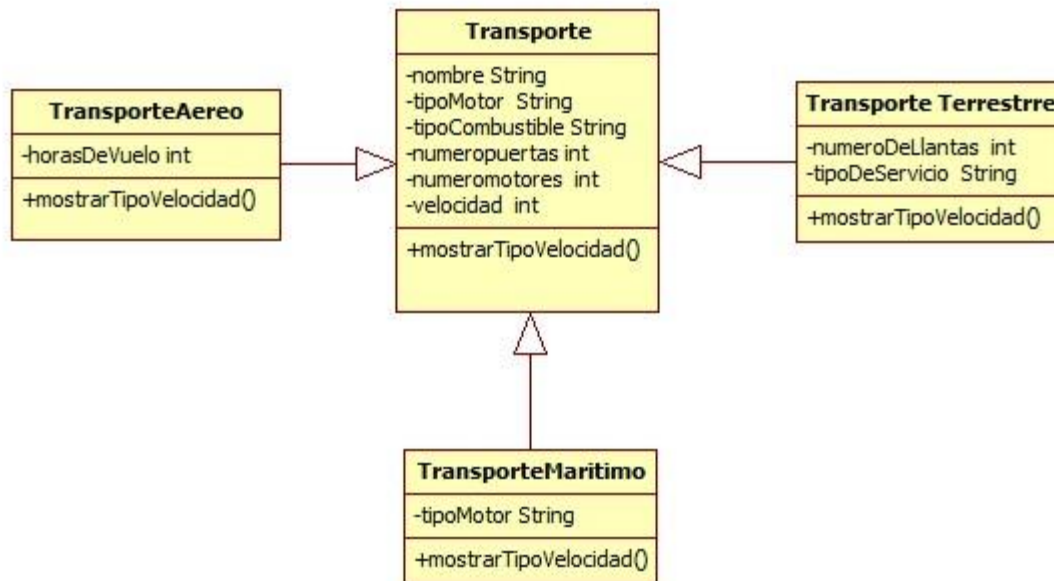 Transporte
-nombre String
-tipoMotor String
-tipoCombustible String
-numeropuertas int
-numeromotores int
-velocidad int
+mostrarTipoVelocidad()
TransporteAereo
-horasDeVuelo int
+mostrarTipoVelocidad()
Transporte Terrestrre
-numeroDeLlantas int
-tipoDeServicio String
+mostrarTipoVelocidad()
TransporteMaritimo
-tipoMotor String
+mostrarTipoVelocidad()